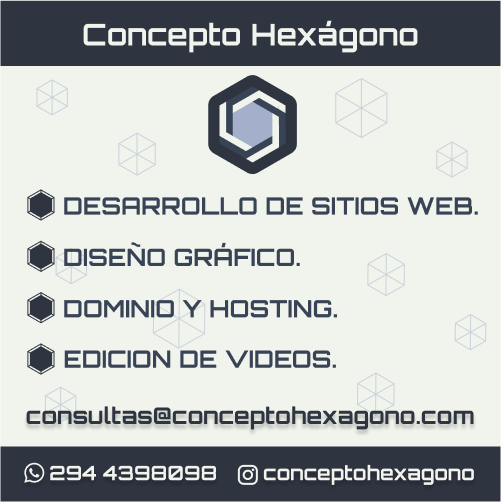 Concepto Hexágono
DESARROLLO DE SITIOS WEB.
DISEÑO GRÁFICO.
DOMINIO Y HOSTING.
EDICION DE VIDEOS.
consultas@conceptohexagono.com
294 4398098 conceptohexagono